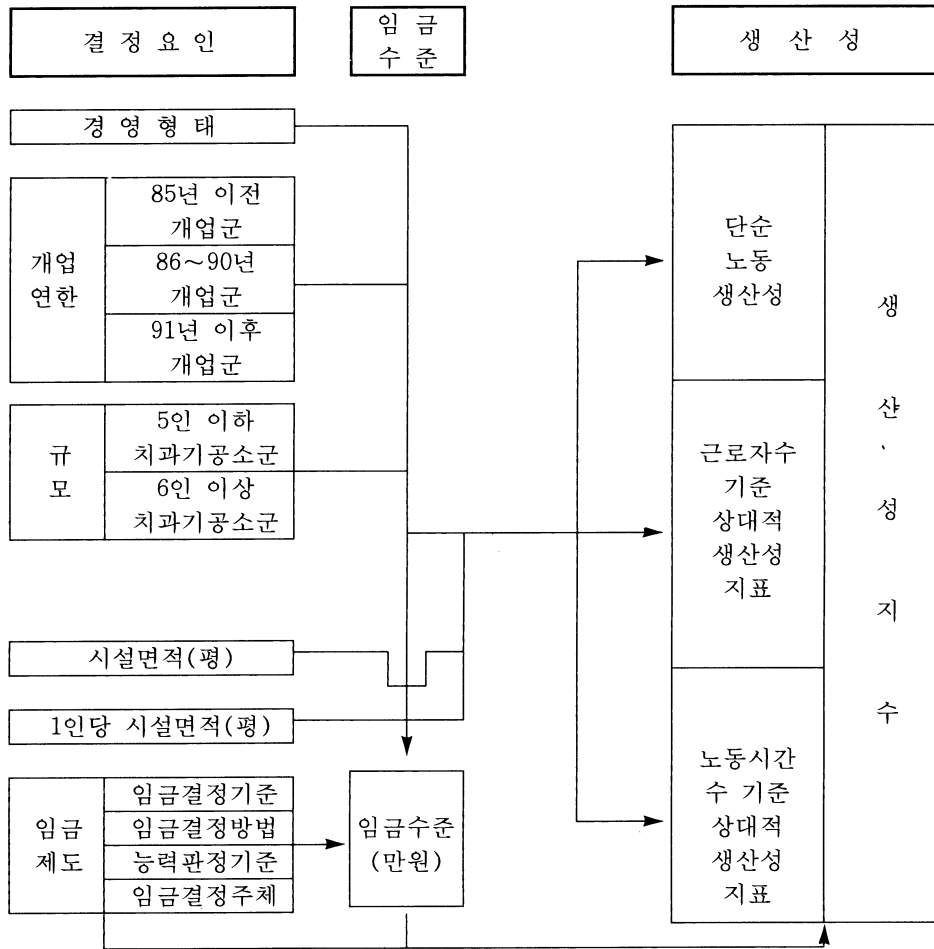 결정요인
임금
수준
생산성
경영형태
개업
연한
85년 이전
개업군
86~90년
개업군
91년 이후
개업군
규
모
5인 이하
치과기공소군
6인 이상
치과기공소군
시설면적(평)
1인당 시설면적(평)
임금
제도
임금결정기준
임금결정방법
능력판정기준
임금결정주체
임금수준
(만원)
단순
노동
생산성
근로자수
기준
상대적
생산성
지표
노동시간
수 기준
상대적
생산성
지표
생
산
성
지
수